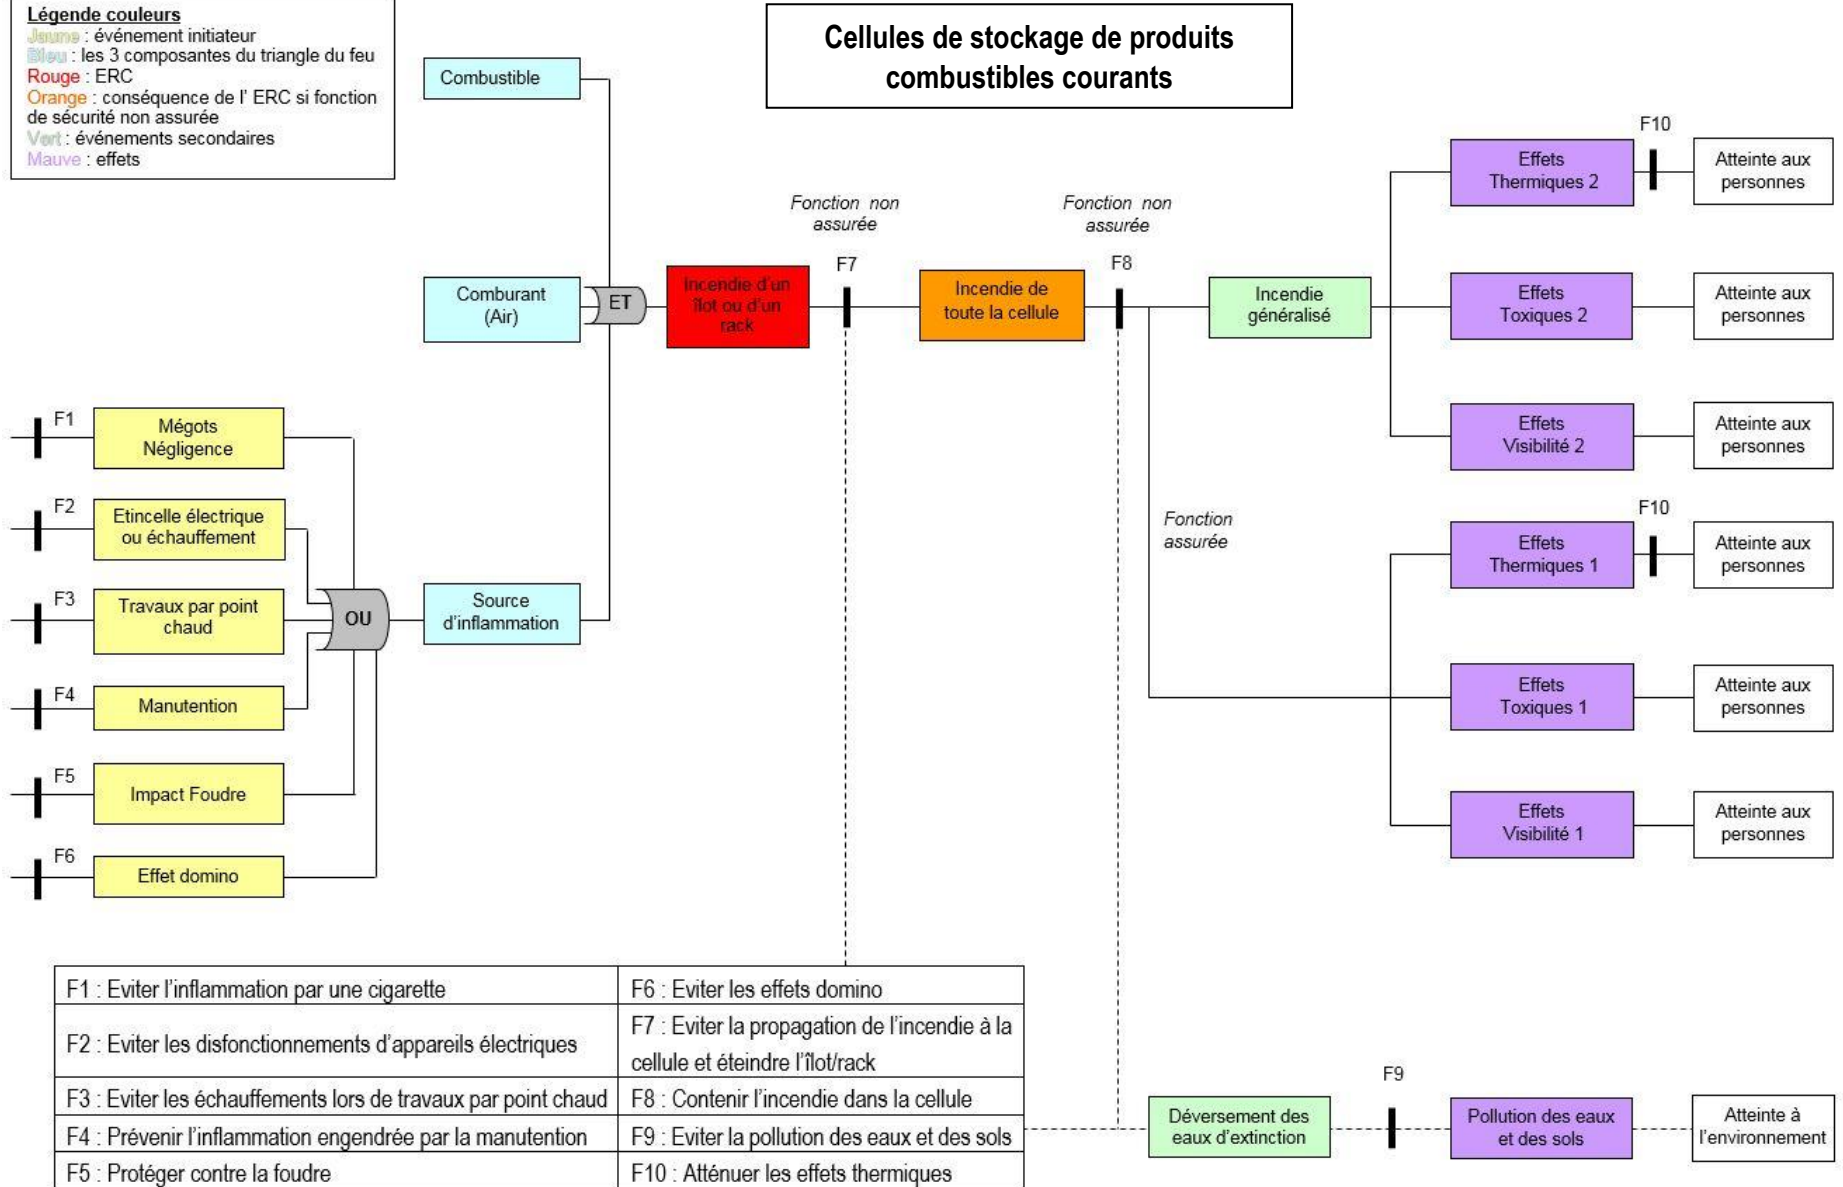 Légende couleurs
Jaune : événement initiateur
Bleu : les 3 composantes du triangle du feu
Rouge : ERC
Orange : conséquence de l' ERC si fonction
de sécurité non assurée
Vert : événements secondaires
Mauve : effets
Cellules de stockage de produits
combustibles courants
Combustible
Comburant
(Air)
ET
Source
d'inflammation
OU
F1
Mégots
Négligence
F2
Etincelle électrique
ou échauffement
F3
Travaux par point
chaud
F4
Manutention
F5
Impact Foudre
F6
Effet domino
Incendie d'un
îlot ou d'un
rack
Fonction non
assurée
F7
Incendie de
toute la cellule
Fonction non
assurée
F8
Incendie
généralisé
Fonction
assurée
Effets
Thermiques 2
F10
Atteinte aux
personnes
Effets
Toxiques 2
Atteinte aux
personnes
Effets
Visibilité 2
Atteinte aux
personnes
Effets
Thermiques 1
F10
Atteinte aux
personnes
Effets
Toxiques 1
Atteinte aux
personnes
Effets
Visibilité 1
Atteinte aux
personnes
F1 : Eviter l'inflammation par une cigarette
F6 : Eviter les effets domino
F2 : Eviter les disfonctionnements d'appareils électriques
F7 : Eviter la propagation de l'incendie à la
cellule et éteindre l'îlot/rack
F3 : Eviter les échauffements lors de travaux par point chaud
F8 : Contenir l'incendie dans la cellule
F4 : Prévenir l'inflammation engendrée par la manutention
F9 : Eviter la pollution des eaux et des sols
F5 : Protéger contre la foudre
F10 : Atténuer les effets thermiques
Déversement des
eaux d'extinction
F9
Pollution des eaux
et des sols
Atteinte à
l'environnement